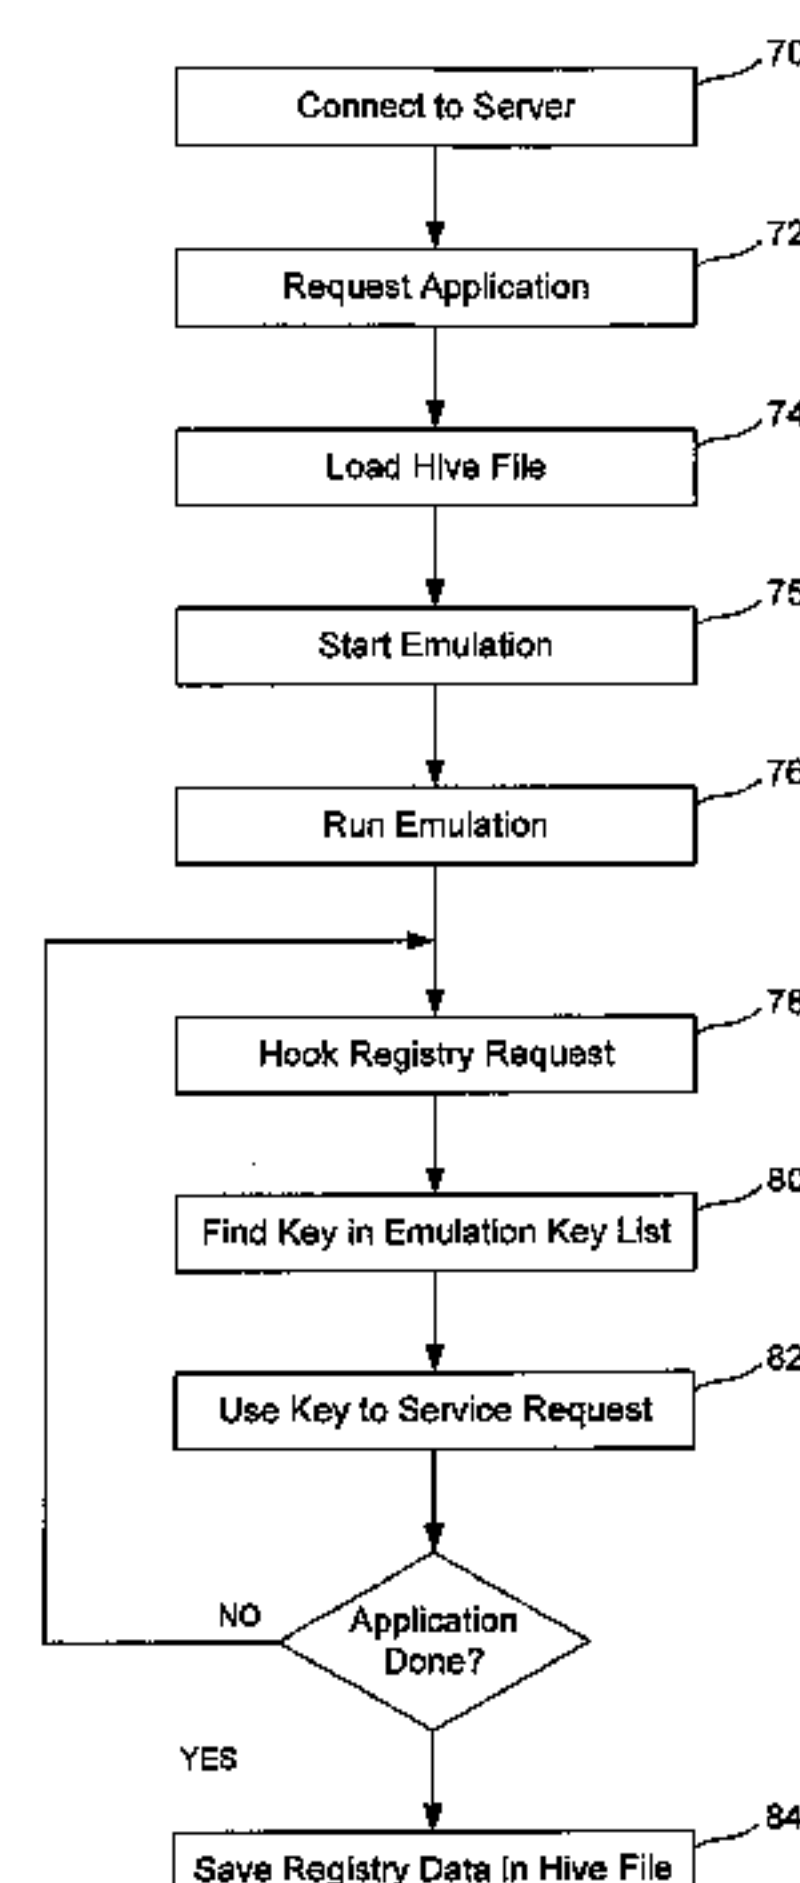 70
Connect to Server
72
Request Application
74
Load Hive File
75
Start Emulation
76
Run Emulation
78
Hook Registry Request
80
Find Key in Emulation Key List
82
Use Key to Service Request
NO
Application
Done?
YES
84
Save Registry Data In Hive File